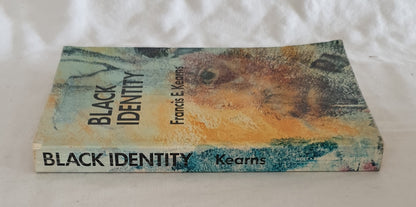 BLACK
IDENTITY
Francis E. Kearns
BLACK IDENTITY Kearns